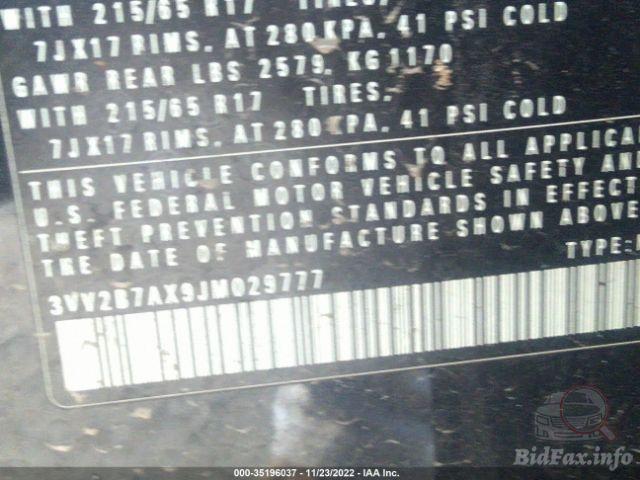 WITH 215/65 R17 TIRES,
7JX17 RIMS. AT 280 KPA. 41 PSI COLD
GAWR REAR LBS 2579. KG 1170
WITH 215/65 R17 TIRES.
7JX17 RIMS. AT 280 KPA. 41 PSI COLD
THIS VEHICLE CONFORMS TO ALL APPLICA
U.S. FEDERAL MOTOR VEHICLE SAFETY AND
THEFT PREVENTION STANDARDS IN EFFECT
THE DATE OF MANUFACTURE SHOWN ABOVE
TYPE:
3VV2B7AX9JM029777
BidFax.info
000-35196037 - 11/23/2022 - IAA Inc.